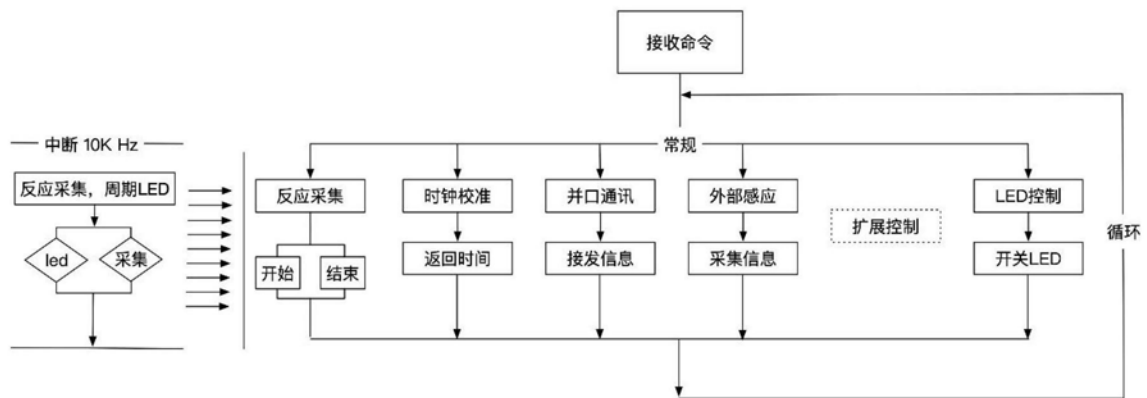 接收命令
中断 10K Hz
常规
反应采集，周期LED
反应采集
时钟校准
并口通讯
外部感应
LED控制
扩展控制
循环
led
采集
开始
结束
返回时间
接发信息
采集信息
开关LED